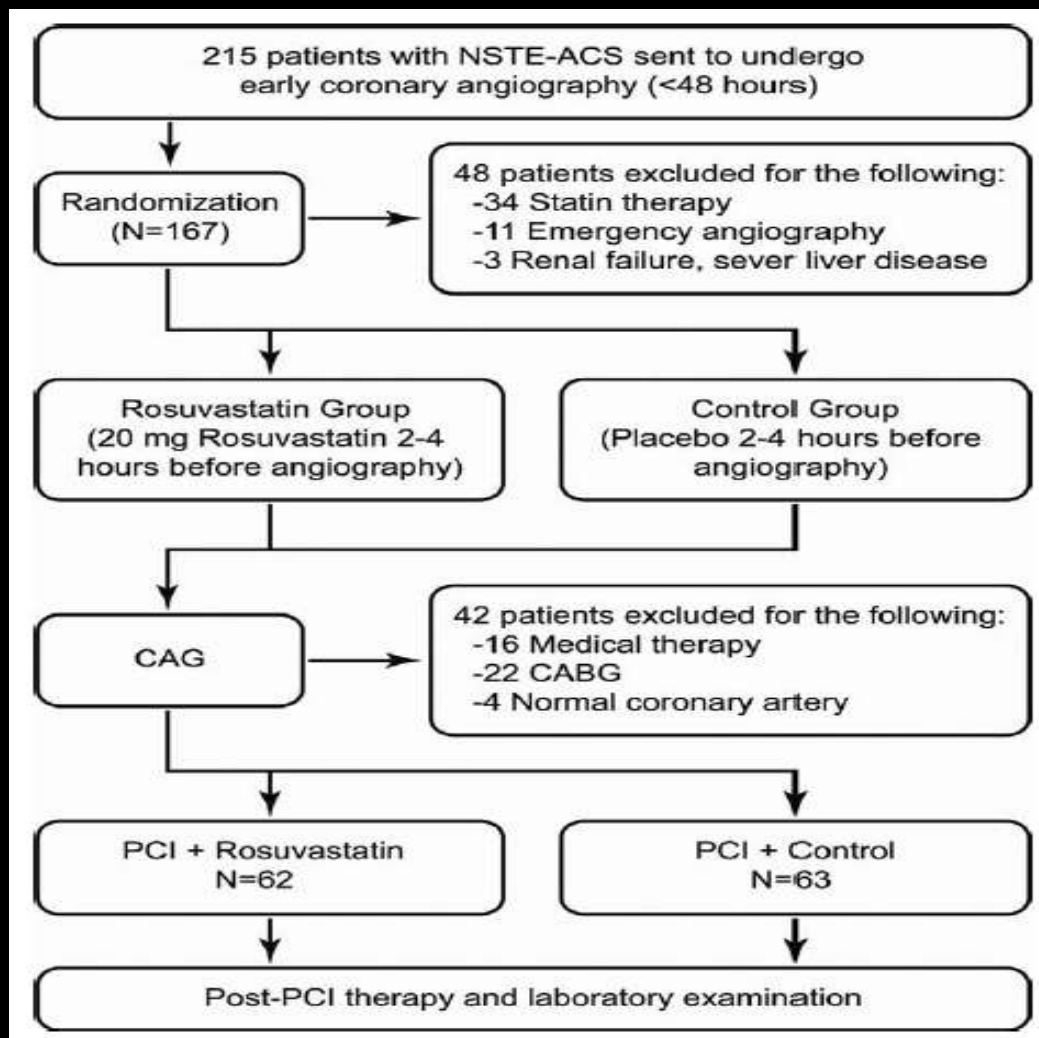 215 patients with NSTE-ACS sent to undergo
early coronary angiography (<48 hours)
Randomization
(N=167)
48 patients excluded for the following:
-34 Statin therapy
-11 Emergency angiography
-3 Renal failure, sever liver disease
Rosuvastatin Group
(20 mg Rosuvastatin 2-4
hours before angiography)
Control Group
(Placebo 2-4 hours before
angiography)
CAG
42 patients excluded for the following:
-16 Medical therapy
-22 CABG
-4 Normal coronary artery
PCI + Rosuvastatin
N=62
PCI + Control
N=63
Post-PCI therapy and laboratory examination